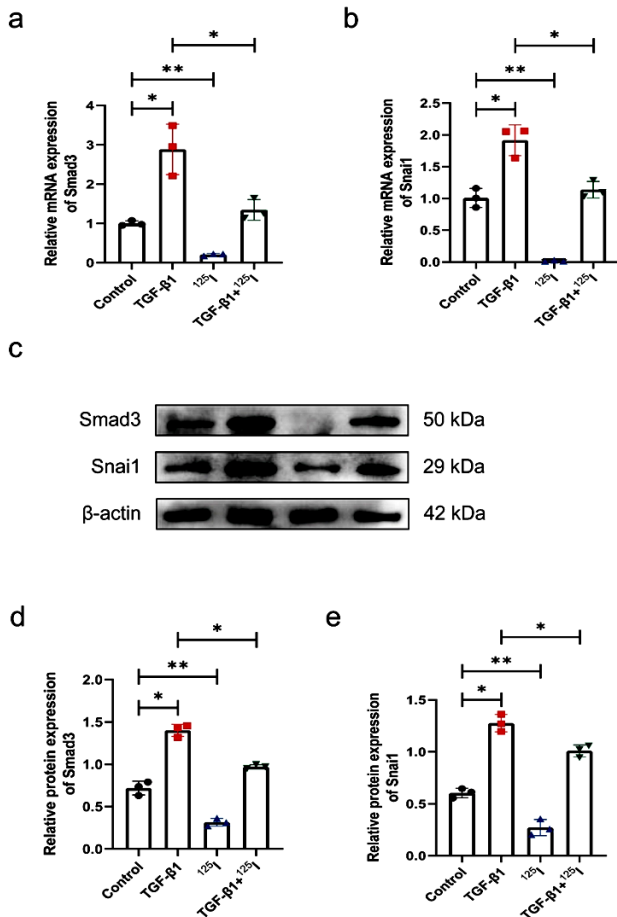 a
*
**
*
Relative mRNA expression
of Smad3
4
3
2
1
0
Control
TGF-β1
¹²⁵I
TGF-β1+¹²⁵I
b
*
**
*
Relative mRNA expression
of Snai1
2.5
2.0
1.5
1.0
0.5
0.0
Control
TGF-β1
¹²⁵I
TGF-β1+¹²⁵I
c
Smad3 50 kDa
Snai1 29 kDa
β-actin 42 kDa
d
*
**
*
Relative protein expression
of Smad3
2.0
1.5
1.0
0.5
0.0
Control
TGF-β1
¹²⁵I
TGF-β1+¹²⁵I
e
*
**
*
Relative protein expression
of Snai1
1.5
1.0
0.5
0.0
Control
TGF-β1
¹²⁵I
TGF-β1+¹²⁵I